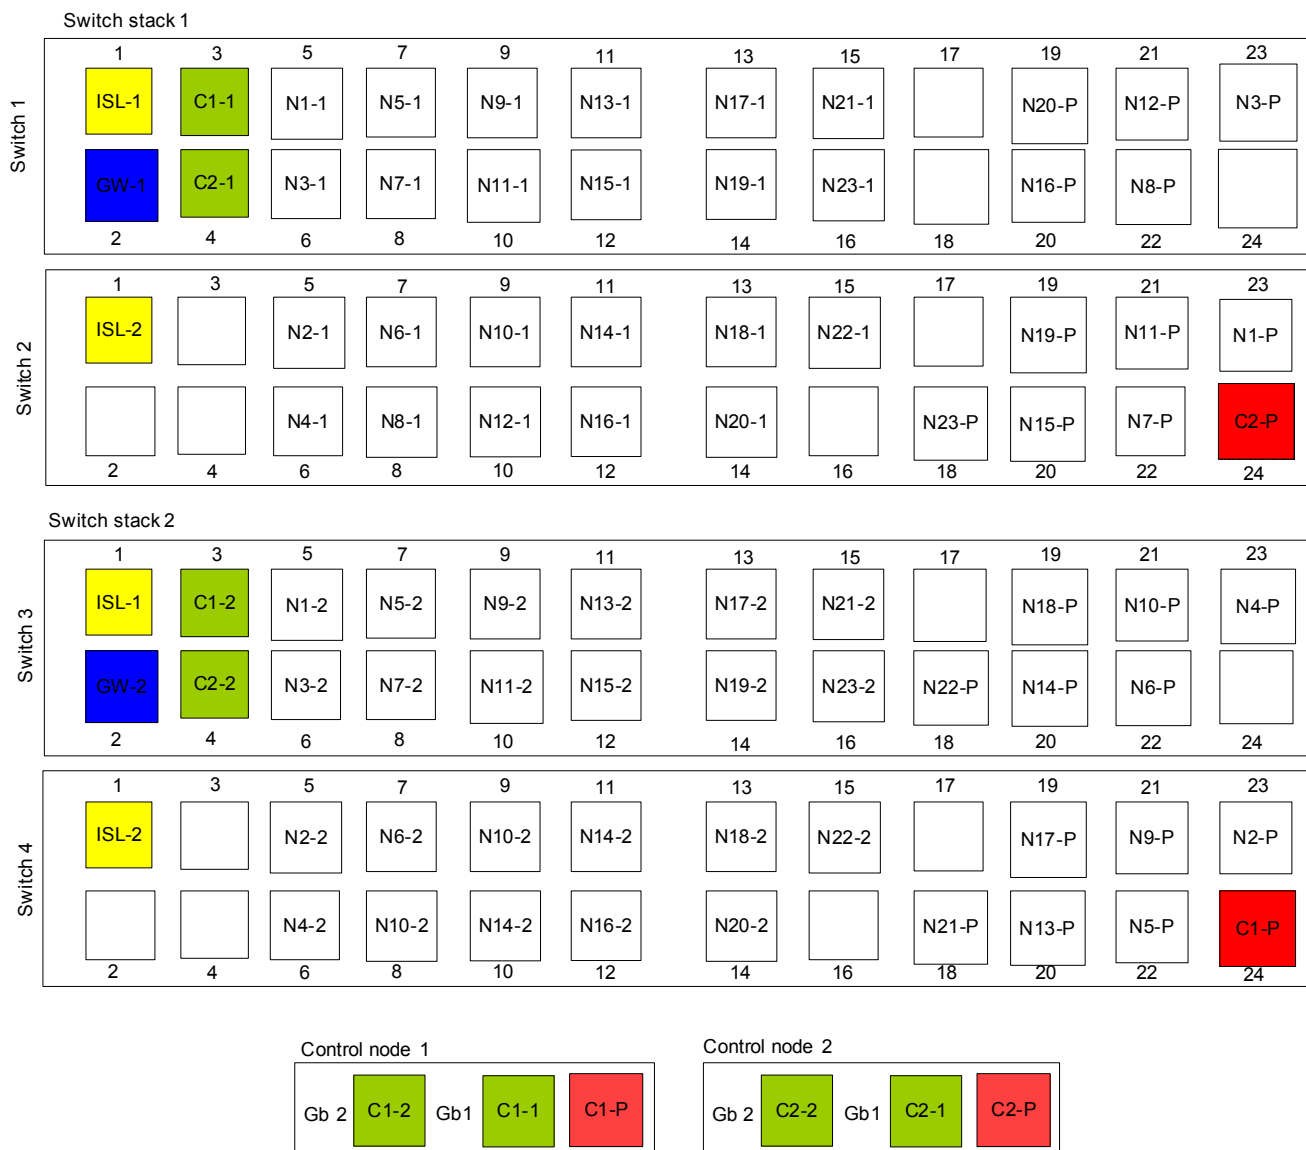 Switch stack 1
Switch 1
1 3 5 7 9 11 13 15 17 19 21 23
ISL-1 C1-1 N1-1 N5-1 N9-1 N13-1 N17-1 N21-1 N20-P N12-P N3-P
GW-1 C2-1 N3-1 N7-1 N11-1 N15-1 N19-1 N23-1 N16-P N8-P
2 4 6 8 10 12 14 16 18 20 22 24
Switch 2
1 3 5 7 9 11 13 15 17 19 21 23
ISL-2 N2-1 N6-1 N10-1 N14-1 N18-1 N22-1 N19-P N11-P N1-P
N4-1 N8-1 N12-1 N16-1 N20-1 N23-P N15-P N7-P C2-P
2 4 6 8 10 12 14 16 18 20 22 24
Switch stack 2
Switch 3
1 3 5 7 9 11 13 15 17 19 21 23
ISL-1 C1-2 N1-2 N5-2 N9-2 N13-2 N17-2 N21-2 N18-P N10-P N4-P
GW-2 C2-2 N3-2 N7-2 N11-2 N15-2 N19-2 N23-2 N22-P N14-P N6-P
2 4 6 8 10 12 14 16 18 20 22 24
Switch 4
1 3 5 7 9 11 13 15 17 19 21 23
ISL-2 N2-2 N6-2 N10-2 N14-2 N18-2 N22-2 N17-P N9-P N2-P
N4-2 N10-2 N14-2 N16-2 N20-2 N21-P N13-P N5-P C1-P
2 4 6 8 10 12 14 16 18 20 22 24
Control node 1
Gb 2 C1-2 Gb1 C1-1 C1-P
Control node 2
Gb 2 C2-2 Gb1 C2-1 C2-P